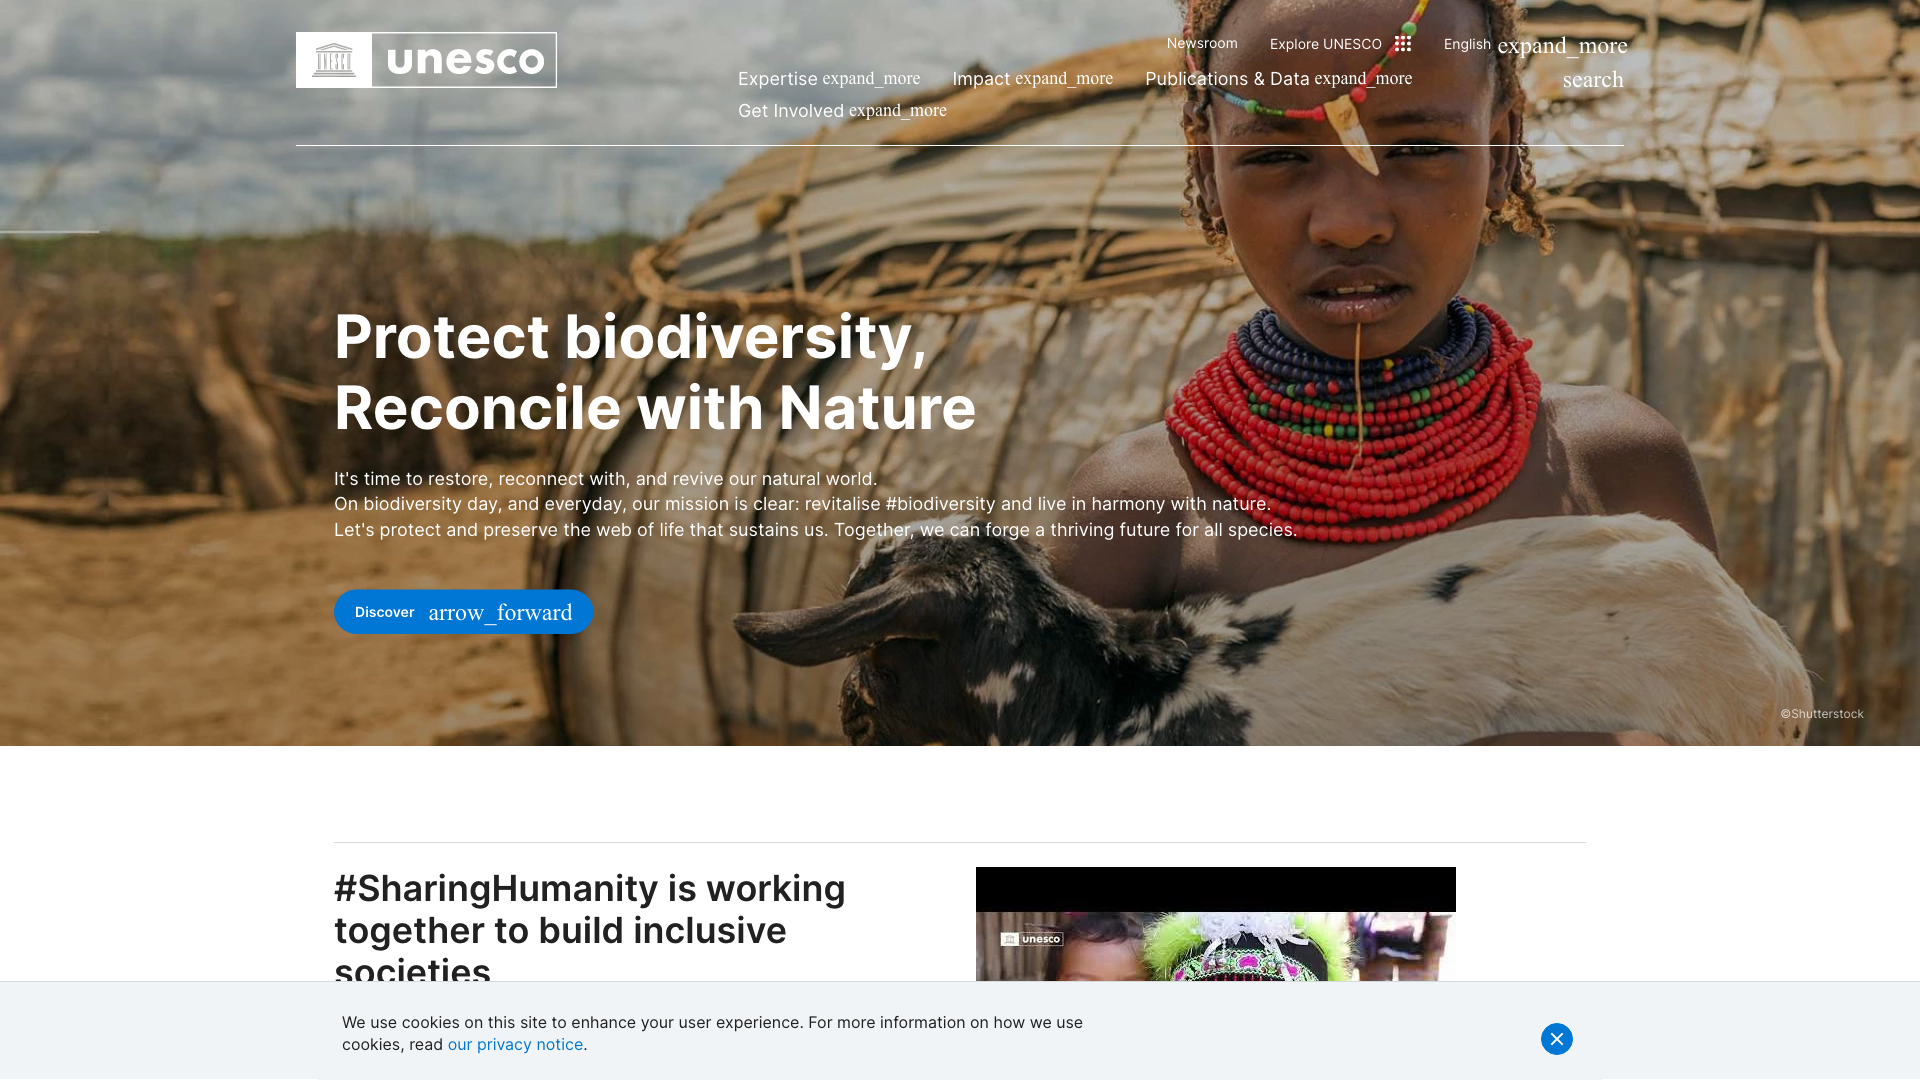 unesco
Newsroom
Explore UNESCO
English expand_more
Expertise expand_more
Impact expand_more
Publications & Data expand_more
search
Get Involved expand_more
Protect biodiversity,
Reconcile with Nature
It's time to restore, reconnect with, and revive our natural world.
On biodiversity day, and everyday, our mission is clear: revitalise #biodiversity and live in harmony with nature.
Let's protect and preserve the web of life that sustains us. Together, we can forge a thriving future for all species.
Discover arrow_forward
©Shutterstock
#SharingHumanity is working
together to build inclusive
societies
unesco
We use cookies on this site to enhance your user experience. For more information on how we use
cookies, read our privacy notice.